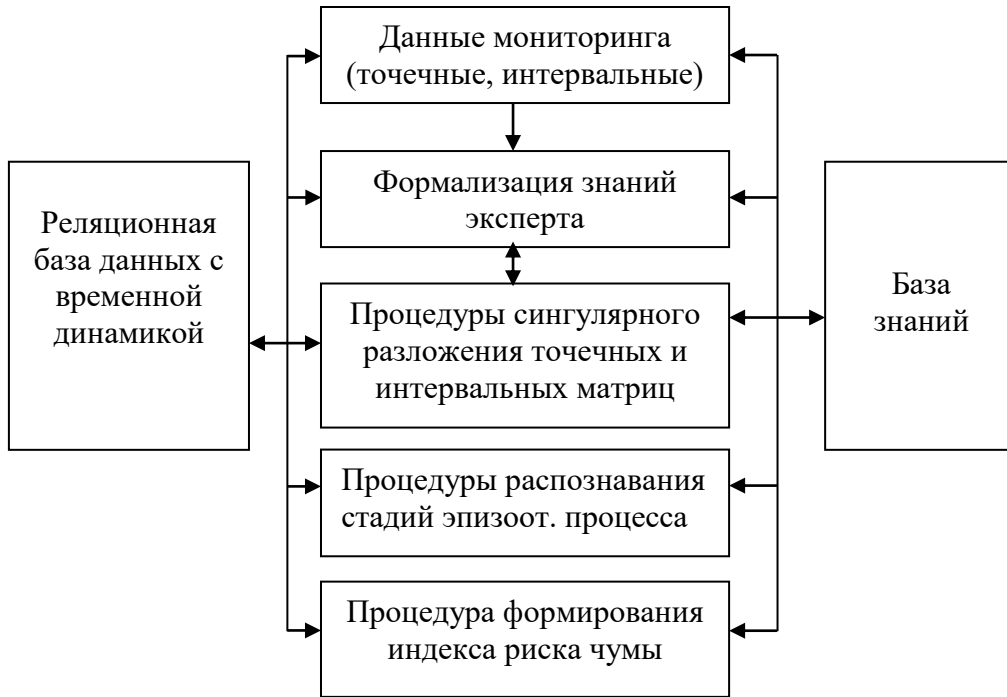 Данные мониторинга
(точечные, интервальные)
Формализация знаний
эксперта
Реляционная
база данных с
временной
динамикой
Процедуры сингулярного
разложения точечных и
интервальных матриц
База
знаний
Процедуры распознавания
стадий эпизоот. процесса
Процедура формирования
индекса риска чумы